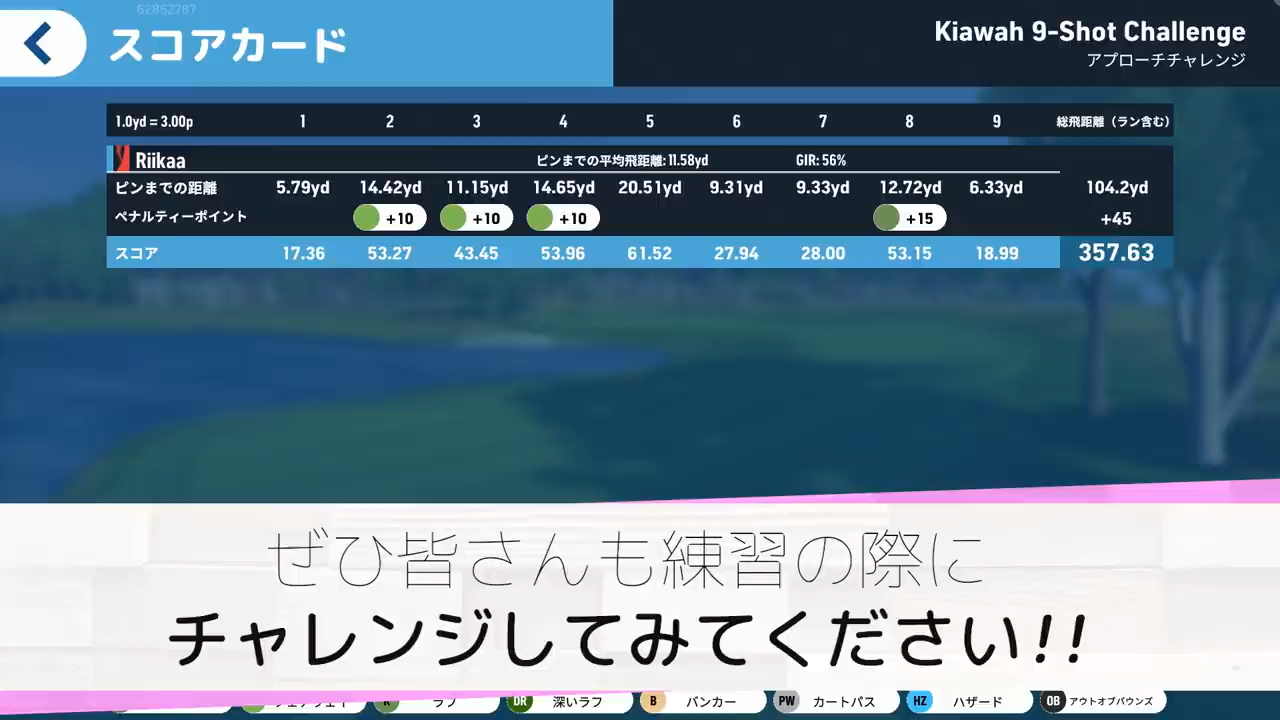 62852787
スコアカード
Kiawah 9-Shot Challenge
アプローチチャレンジ
1.0yd = 3.00p 1 2 3 4 5 6 7 8 9 総飛距離（ラン含む）
Riikaa ピンまでの平均飛距離: 11.58yd GIR: 56%
ピンまでの距離 5.79yd 14.42yd 11.15yd 14.65yd 20.51yd 9.31yd 9.33yd 12.72yd 6.33yd 104.2yd
ペナルティーポイント +10 +10 +10 +15 +45
スコア 17.36 53.27 43.45 53.96 61.52 27.94 28.00 53.15 18.99 357.63
ぜひ皆さんも練習の際に
チャレンジしてみてください!!
R ラフ DR 深いラフ B バンカー PW カートパス HZ ハザード OB アウトオブバウンズ